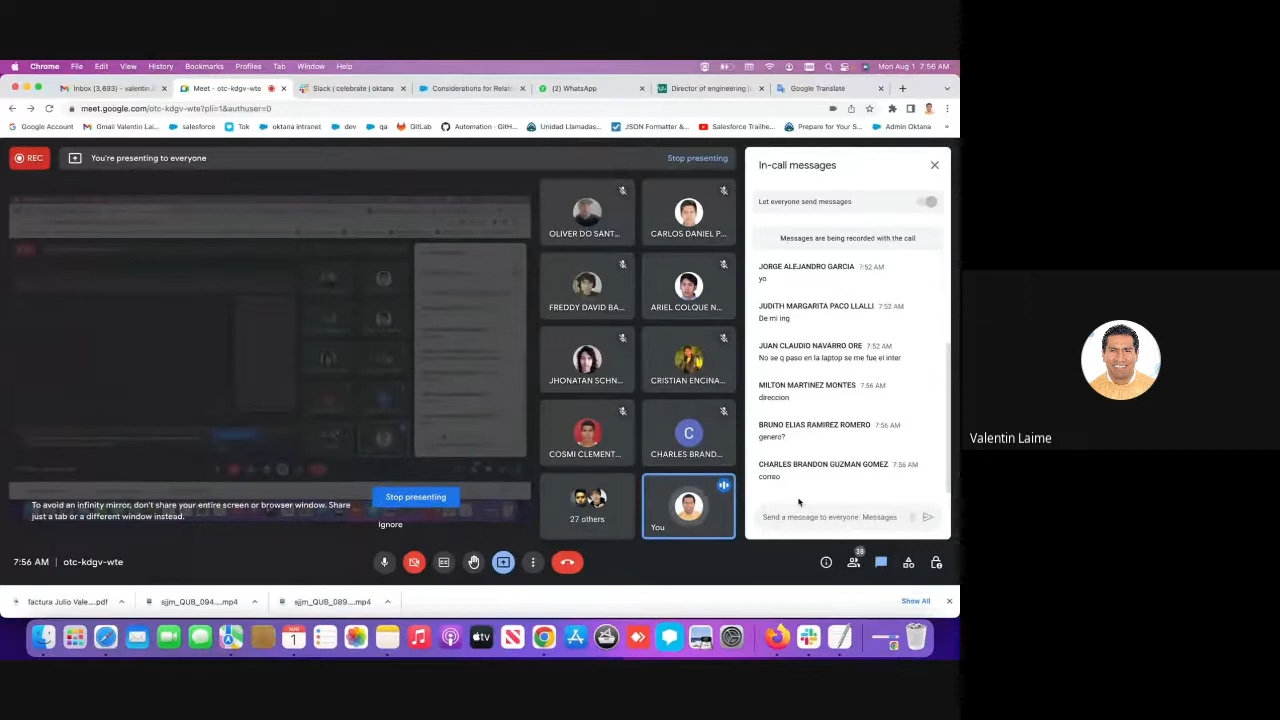 Chrome File Edit View History Bookmarks Profiles Tab Window Help Mon Aug 1 7:56 AM
Inbox (3,693) - valentin. Meet - otc-kdgv-wte Slack | celebrate | oktana Considerations for Relat (2) WhatsApp Director of engineering Google Translate
meet.google.com/otc-kdgv-wte?pli=1&authuser=0
Google Account Gmail Valentin Lai... salesforce Tok oktana intranet dev qa GitLab Automation - GitH... Unidad Llamadas... JSON Formatter &... Salesforce Trailhe... Prepare for Your S... Admin Oktana »
REC You're presenting to everyone Stop presenting
In-call messages
Let everyone send messages
Messages are being recorded with the call
JORGE ALEJANDRO GARCIA 7:52 AM
yo
JUDITH MARGARITA PACO LLALLI 7:52 AM
De mi ing
JUAN CLAUDIO NAVARRO ORE 7:52 AM
No se q paso en la laptop se me fue el inter
MILTON MARTINEZ MONTES 7:56 AM
direccion
BRUNO ELIAS RAMIREZ ROMERO 7:56 AM
genero?
CHARLES BRANDON GUZMAN GOMEZ 7:56 AM
correo
Send a message to everyone Messages
OLIVER DO SANT... CARLOS DANIEL P...
FREDDY DAVID BA... ARIEL COLQUE N...
JHONATAN SCHN... CRISTIAN ENCINA...
COSMI CLEMENT... C CHARLES BRAND...
27 others You
To avoid an infinity mirror, don't share your entire screen or browser window. Share
just a tab or a different window instead.
Stop presenting
Ignore
7:56 AM | otc-kdgv-wte
38
factura Julio Vale....pdf sjjm_QUB_094....mp4 sjjm_QUB_089....mp4 Show All
AUG
1
Valentin Laime